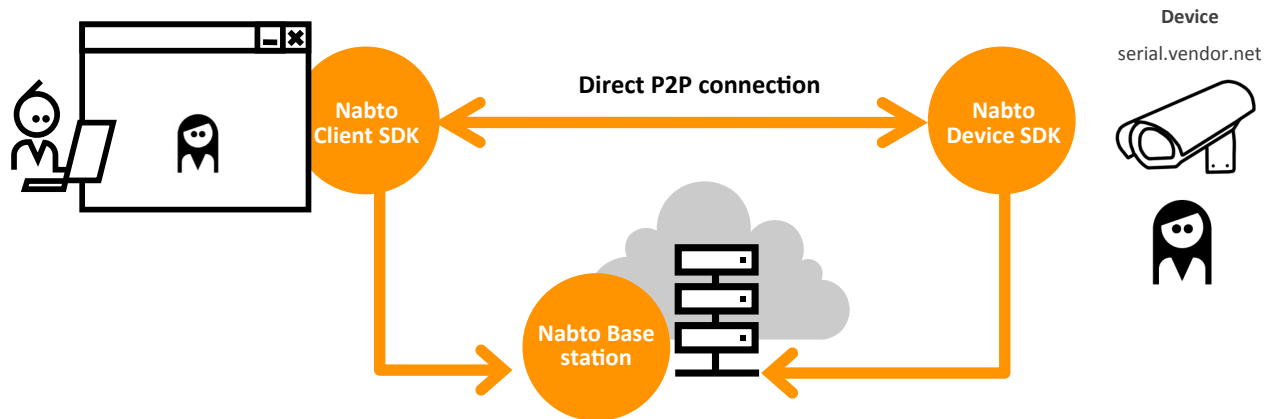 Device
serial.vendor.net
Direct P2P connection
Nabto
Client SDK
Nabto
Device SDK
Nabto Base
station